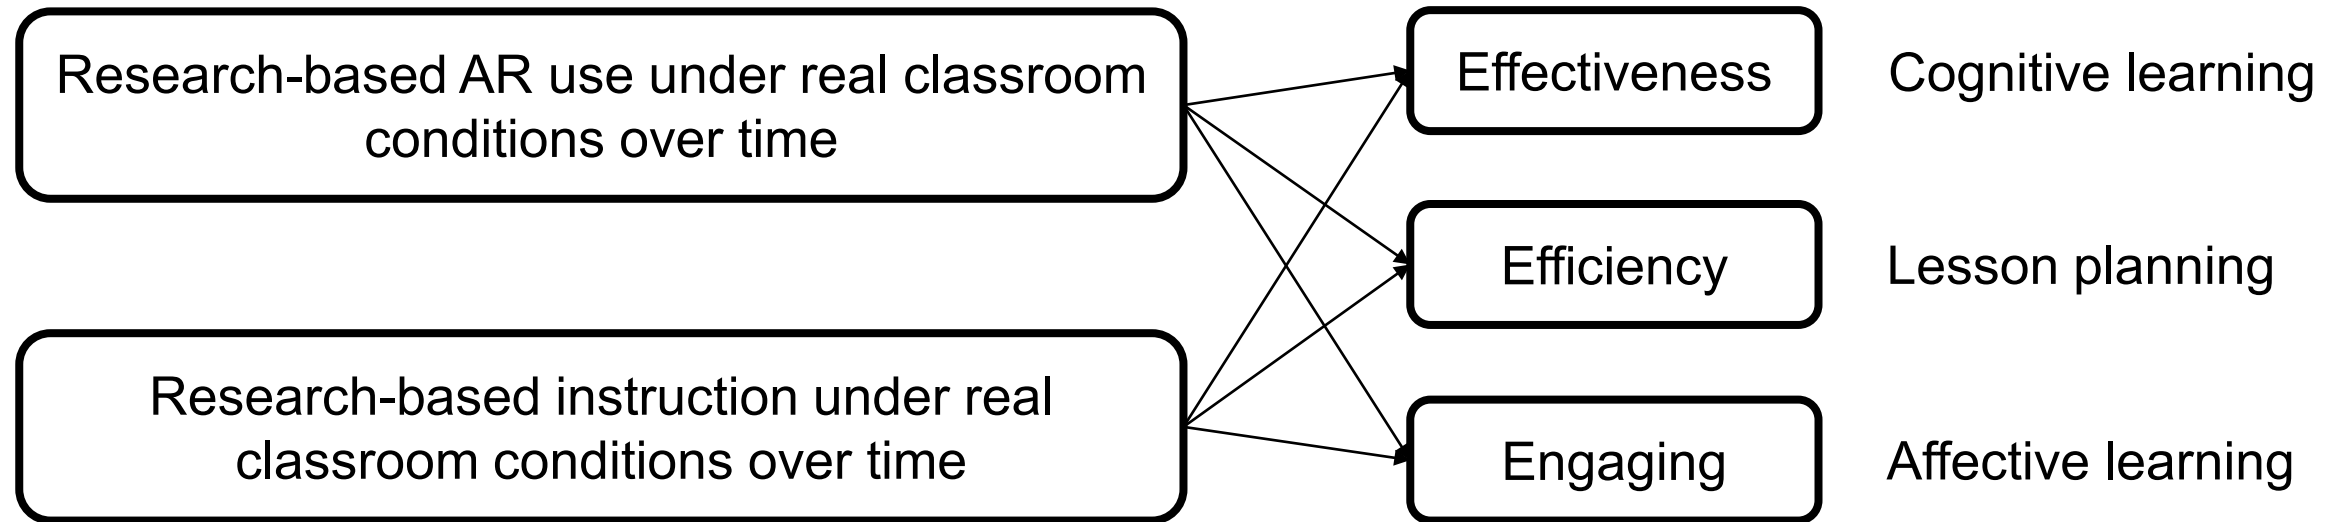 Research-based AR use under real classroom
conditions over time
Research-based instruction under real
classroom conditions over time
Effectiveness
Cognitive learning
Efficiency
Lesson planning
Engaging
Affective learning